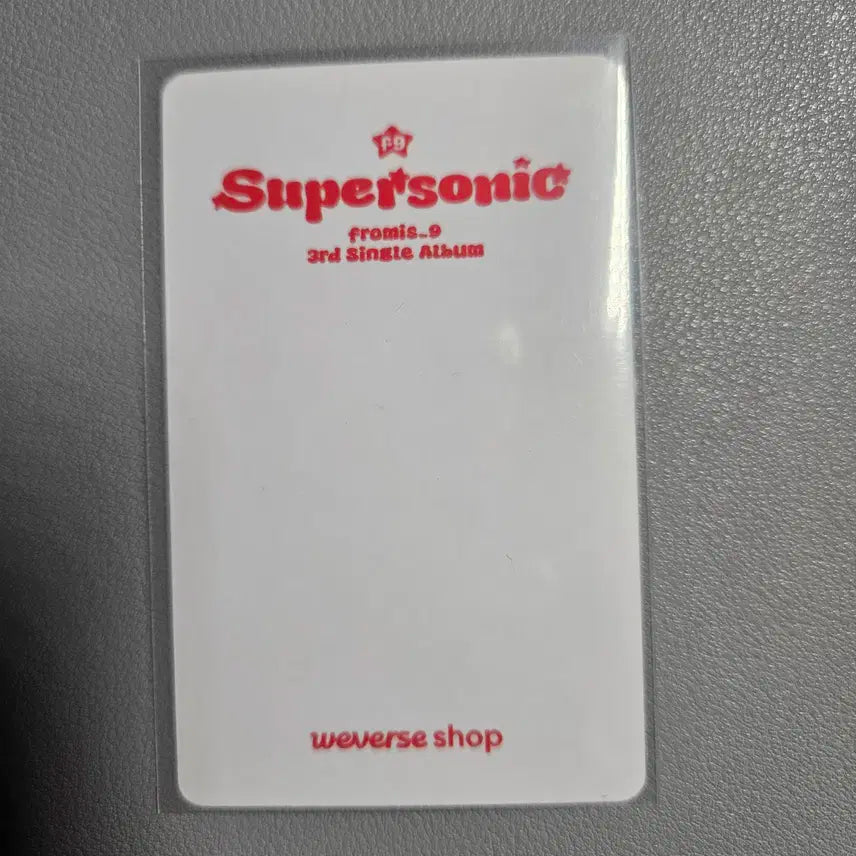 f9
Supersonic
fromis_9
3rd Single Album
weverse shop